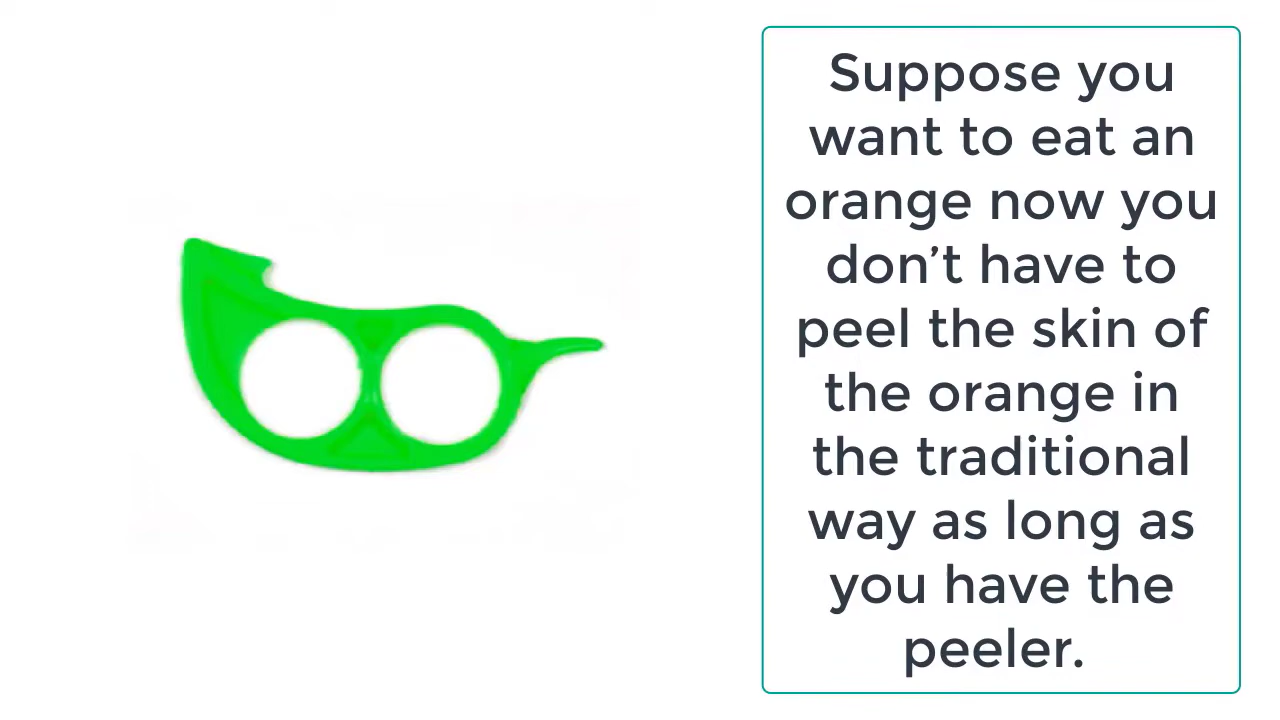 Suppose you
want to eat an
orange now you
don’t have to
peel the skin of
the orange in
the traditional
way as long as
you have the
peeler.